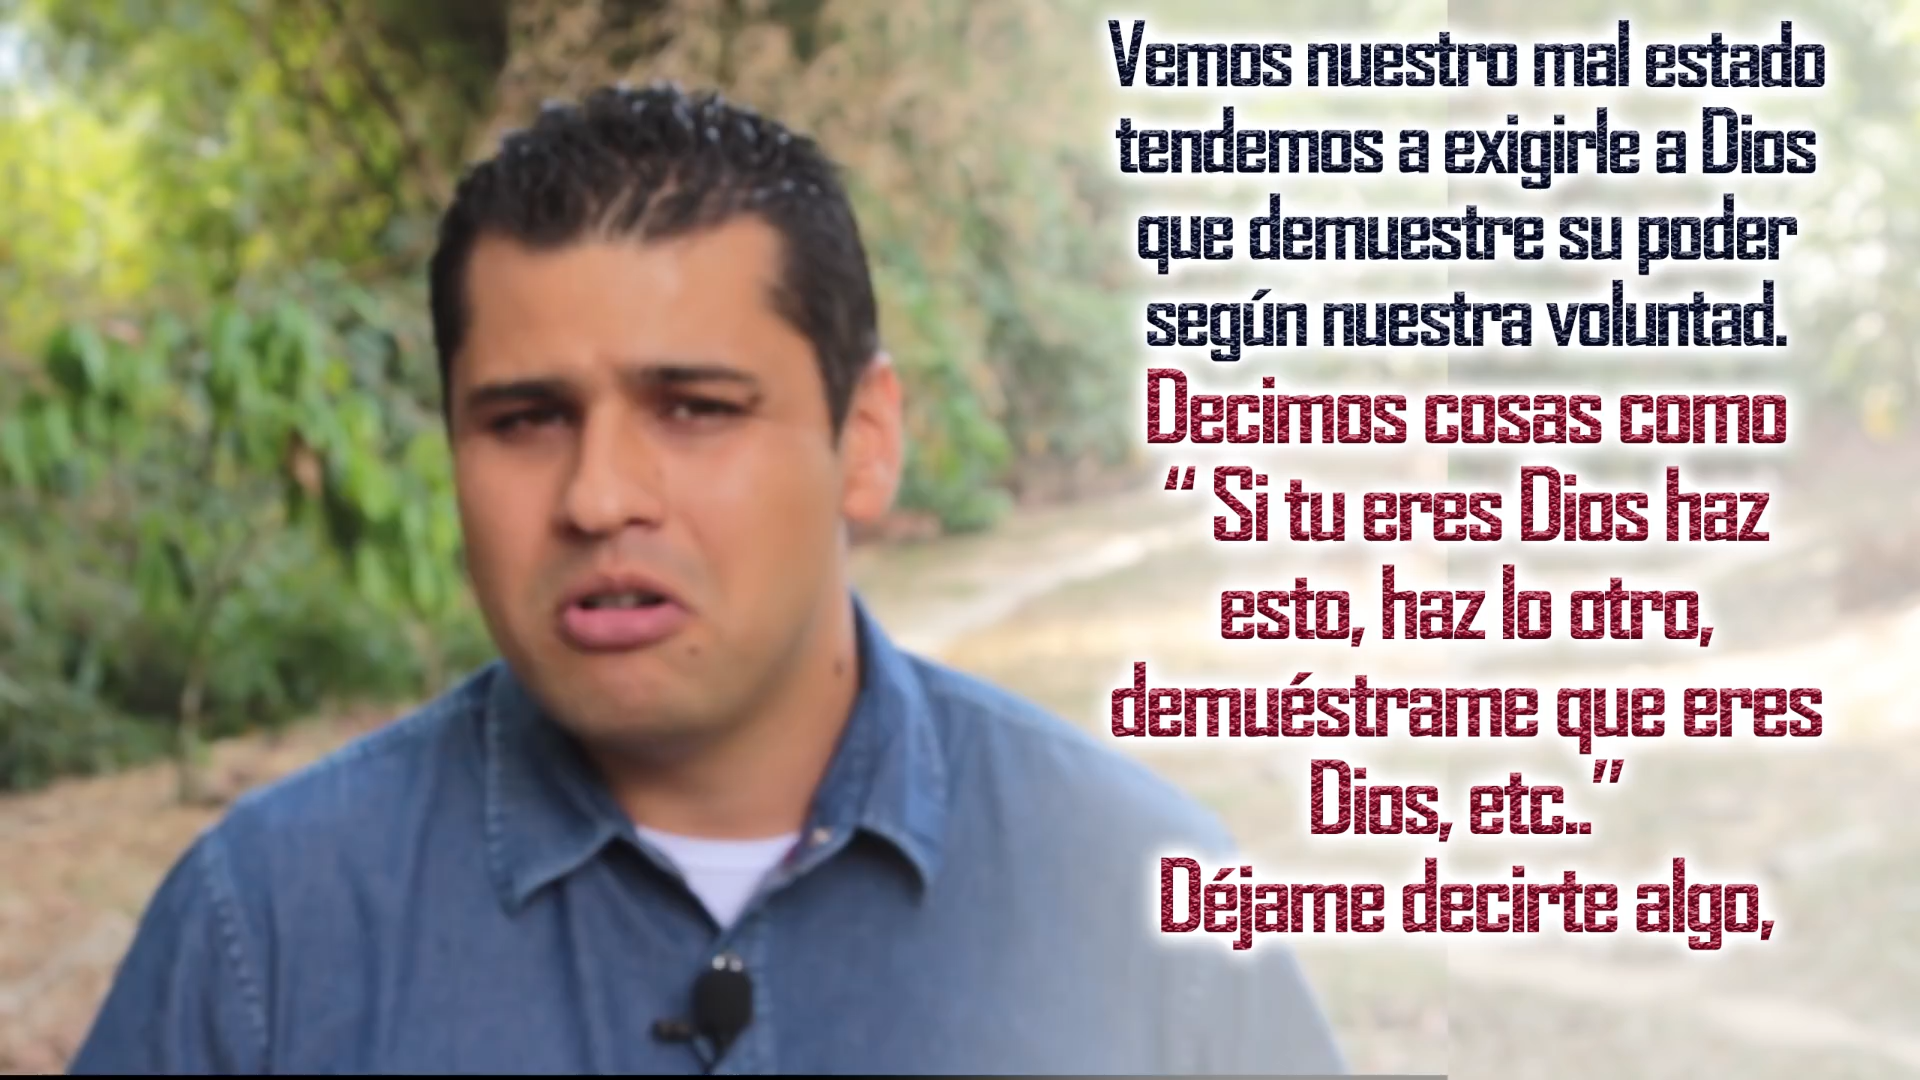 Vemos nuestro mal estado
tendemos a exigirle a Dios
que demuestre su poder
según nuestra voluntad.
Decimos cosas como
“ Si tu eres Dios haz
esto, haz lo otro,
demuéstrame que eres
Dios, etc..”
Déjame decirte algo,